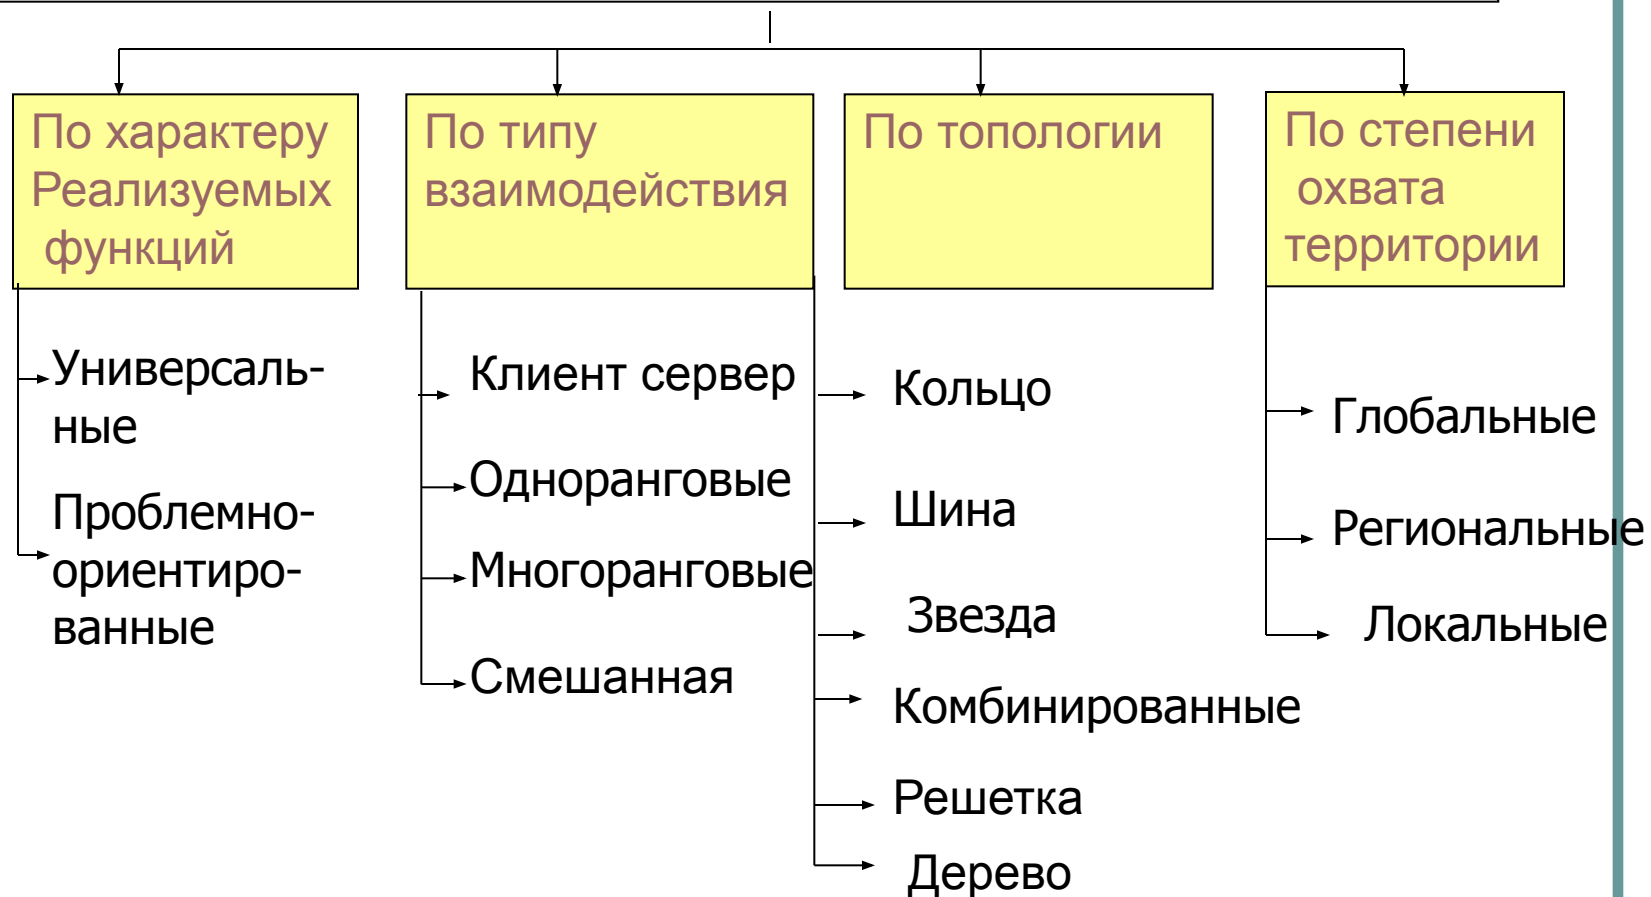 По характеру
Реализуемых
функций
По типу
взаимодействия
По топологии
По степени
охвата
территории
Универсаль-
ные
Проблемно-
ориентиро-
ванные
Клиент сервер
Одноранговые
Многоранговые
Смешанная
Кольцо
Шина
Звезда
Комбинированные
Решетка
Дерево
Глобальные
Региональные
Локальные